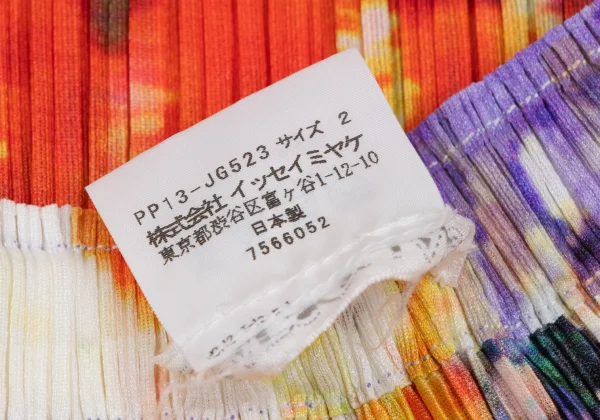 PP13-JG523 サイズ 2
株式会社 イッセイミヤケ
東京都渋谷区富ヶ谷1-12-10
日本製
7566052